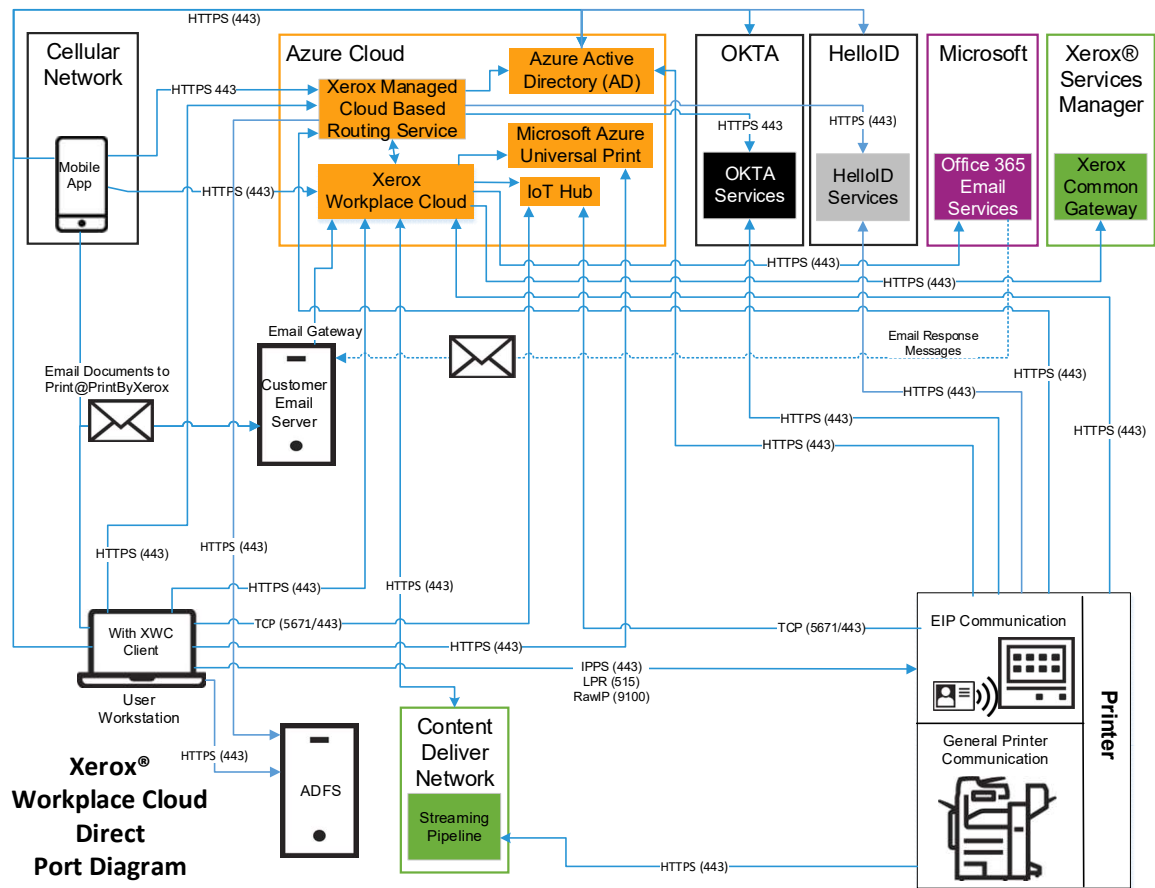 HTTPS (443)
Cellular
Network
Mobile
App
Azure Cloud
Azure Active
Directory (AD)
Xerox Managed
Cloud Based
Routing Service
Microsoft Azure
Universal Print
Xerox
Workplace Cloud
IoT Hub
HTTPS 443
HTTPS (443)
OKTA
HTTPS 443
OKTA
Services
HelloID
HTTPS (443)
HelloID
Services
Microsoft
Office 365
Email
Services
Xerox®
Services
Manager
Xerox
Common
Gateway
HTTPS (443)
HTTPS (443)
Email Gateway
Email Response
Messages
Email Documents to
Print@PrintByXerox
Customer
Email
Server
HTTPS (443)
HTTPS (443)
HTTPS (443)
HTTPS (443)
HTTPS (443)
HTTPS (443)
HTTPS (443)
HTTPS (443)
HTTPS (443)
HTTPS (443)
With XWC
Client
User
Workstation
TCP (5671/443)
TCP (5671/443)
HTTPS (443)
IPPS (443)
LPR (515)
RawIP (9100)
EIP Communication
Printer
General Printer
Communication
HTTPS (443)
ADFS
Content
Deliver
Network
Streaming
Pipeline
HTTPS (443)
Xerox®
Workplace Cloud
Direct
Port Diagram